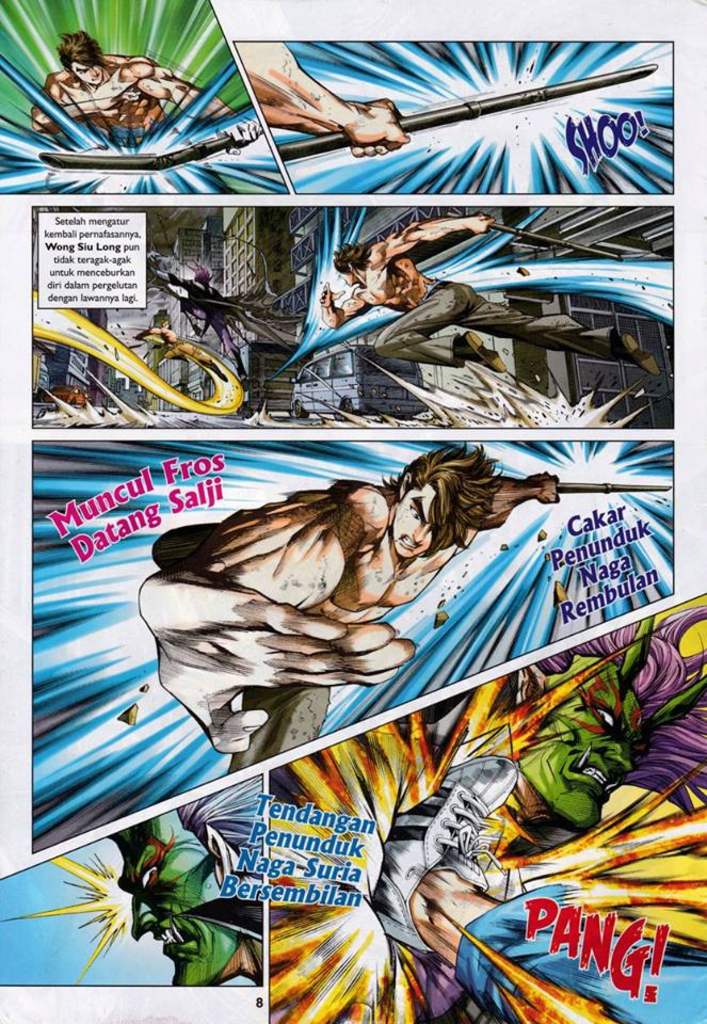 SHOO!
Setelah mengatur
kembali pernafasannya,
Wong Siu Long pun
tidak teragak-agak
untuk menceburkan
diri dalam pergelutan
dengan lawannya lagi.
Muncul Fros
Datang Salji
Cakar
Penunduk
Naga
Rembulan
Tendangan
Penunduk
Naga Suria
Bersembilan
PANG!
8